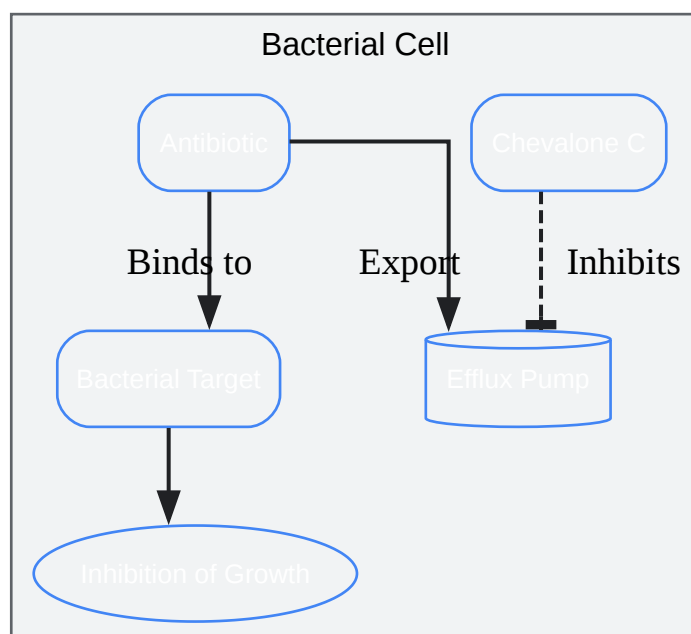 Bacterial Cell
Antibiotic
Chevalone C
Binds to
Export
Inhibits
Bacterial Target
Efflux Pump
Inhibition of Growth